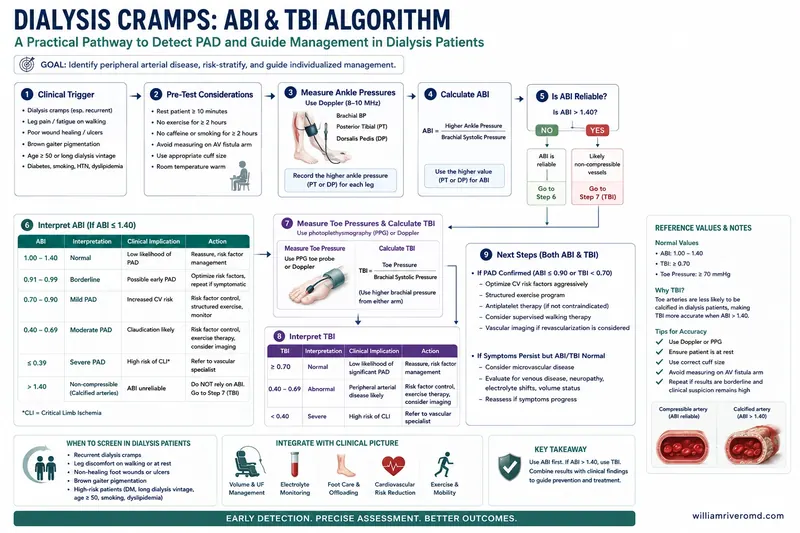 DIALYSIS CRAMPS: ABI & TBI ALGORITHM
A Practical Pathway to Detect PAD and Guide Management in Dialysis Patients
GOAL: Identify peripheral arterial disease, risk-stratify, and guide individualized management.
1 Clinical Trigger
• Dialysis cramps (esp. recurrent)
• Leg pain / fatigue on walking
• Poor wound healing / ulcers
• Brown gaiter pigmentation
• Age ≥ 50 or long dialysis vintage
• Diabetes, smoking, HTN, dyslipidemia
2 Pre-Test Considerations
• Rest patient ≥ 10 minutes
• No exercise for ≥ 2 hours
• No caffeine or smoking for ≥ 2 hours
• Avoid measuring on AV fistula arm
• Use appropriate cuff size
• Room temperature warm
3 Measure Ankle Pressures
Use Doppler (8–10 MHz)
Brachial BP
Posterior Tibial (PT)
Dorsalis Pedis (DP)
Record the higher ankle pressure
(PT or DP) for each leg
4 Calculate ABI
ABI = Higher Ankle Pressure
Brachial Systolic Pressure
Use the higher value
(PT or DP) for ABI
5 Is ABI Reliable?
Is ABI > 1.40?
NO
YES
ABI is
reliable
Go to
Step 6
Likely
non-compressible
vessels
Go to
Step 7 (TBI)
6 Interpret ABI (If ABI ≤ 1.40)
ABI Interpretation Clinical Implication Action
1.00 – 1.40 Normal Low likelihood of PAD Reassure, risk factor management
0.91 – 0.99 Borderline Possible early PAD Optimize risk factors, repeat if symptomatic
0.70 – 0.90 Mild PAD Increased CV risk Risk factor control, structured exercise, monitor
0.40 – 0.69 Moderate PAD Claudication likely Risk factor control, exercise therapy, consider imaging
≤ 0.39 Severe PAD High risk of CLI* Refer to vascular specialist
> 1.40 Non-compressible (Calcified arteries) ABI unreliable Do NOT rely on ABI. Go to Step 7 (TBI)
*CLI = Critical Limb Ischemia
7 Measure Toe Pressures & Calculate TBI
Use photoplethysmography (PPG) or Doppler
Measure Toe Pressure
Use PPG toe probe
or Doppler
Calculate TBI
TBI = Toe Pressure
Brachial Systolic Pressure
(Use higher brachial pressure
from either arm)
8 Interpret TBI
TBI Interpretation Clinical Implication Action
≥ 0.70 Normal Low likelihood of significant PAD Reassure, risk factor management
0.40 – 0.69 Abnormal Peripheral arterial disease likely Risk factor control, exercise therapy, consider imaging
< 0.40 Severe High risk of CLI Refer to vascular specialist
9 Next Steps (Both ABI & TBI)
• If PAD Confirmed (ABI ≤ 0.90 or TBI < 0.70)
– Optimize CV risk factors aggressively
– Structured exercise program
– Antiplatelet therapy (if not contraindicated)
– Consider supervised walking therapy
– Vascular imaging if revascularization is considered
• If Symptoms Persist but ABI/TBI Normal
– Consider microvascular disease
– Evaluate for venous disease, neuropathy,
electrolyte shifts, volume status
– Reassess if symptoms progress
REFERENCE VALUES & NOTES
Normal Values
• ABI: 1.00 – 1.40
• TBI: ≥ 0.70
• Toe Pressure: ≥ 70 mmHg
Why TBI?
Toe arteries are less likely to be
calcified in dialysis patients, making
TBI more accurate when ABI > 1.40.
Tips for Accuracy
✓ Use Doppler or PPG
✓ Ensure patient is at rest
✓ Use correct cuff size
✓ Avoid measuring on AV fistula arm
✓ Repeat if results are borderline and
clinical suspicion remains high
Compressible artery
(ABI reliable)
Calcified artery
(ABI > 1.40)
WHEN TO SCREEN IN DIALYSIS PATIENTS
• Recurrent dialysis cramps
• Leg discomfort on walking or at rest
• Non-healing foot wounds or ulcers
• Brown gaiter pigmentation
• High-risk patients (DM, long dialysis vintage,
age ≥ 50, smoking, dyslipidemia)
INTEGRATE WITH CLINICAL PICTURE
Volume & UF
Management
Electrolyte
Monitoring
Foot Care &
Offloading
Cardiovascular
Risk Reduction
Exercise &
Mobility
KEY TAKEAWAY
Use ABI first. If ABI > 1.40, use TBI.
Combine results with clinical findings
to guide prevention and treatment.
EARLY DETECTION. PRECISE ASSESSMENT. BETTER OUTCOMES.
williamriveromd.com